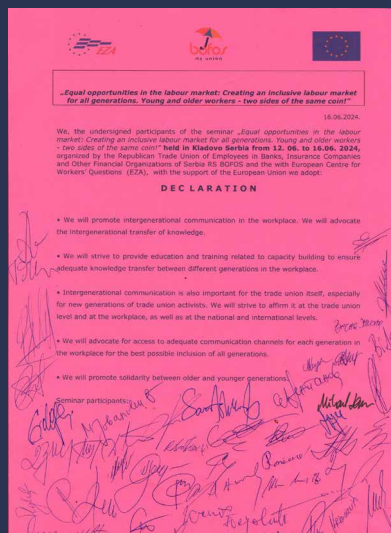 EZA
bofos
my union
„Equal opportunities in the labour market: Creating an inclusive labour market
for all generations. Young and older workers - two sides of the same coin!"
16.06.2024.
We, the undersigned participants of the seminar „Equal opportunities in the labour
market: Creating an inclusive labour market for all generations. Young and older workers
- two sides of the same coin!" held in Kladovo Serbia from 12. 06. to 16.06. 2024,
organized by the Republican Trade Union of Employees in Banks, Insurance Companies
and Other Financial Organizations of Serbia RS BOFOS and the with European Centre for
Workers' Questions (EZA), with the support of the European Union we adopt:
DECLARATION
• We will promote intergenerational communication in the workplace. We will advocate
the intergenerational transfer of knowledge.
• We will strive to provide education and training related to capacity building to ensure
adequate knowledge transfer between different generations in the workplace.
• Intergenerational communication is also important for the trade union itself, especially
for new generations of trade union activists. We will strive to affirm it at the trade union
level and at the workplace, as well as at the national and international levels.
• We will advocate for access to adequate communication channels for each generation in
the workplace for the best possible inclusion of all generations.
• We will promote solidarity between older and younger generations.
Seminar participants: